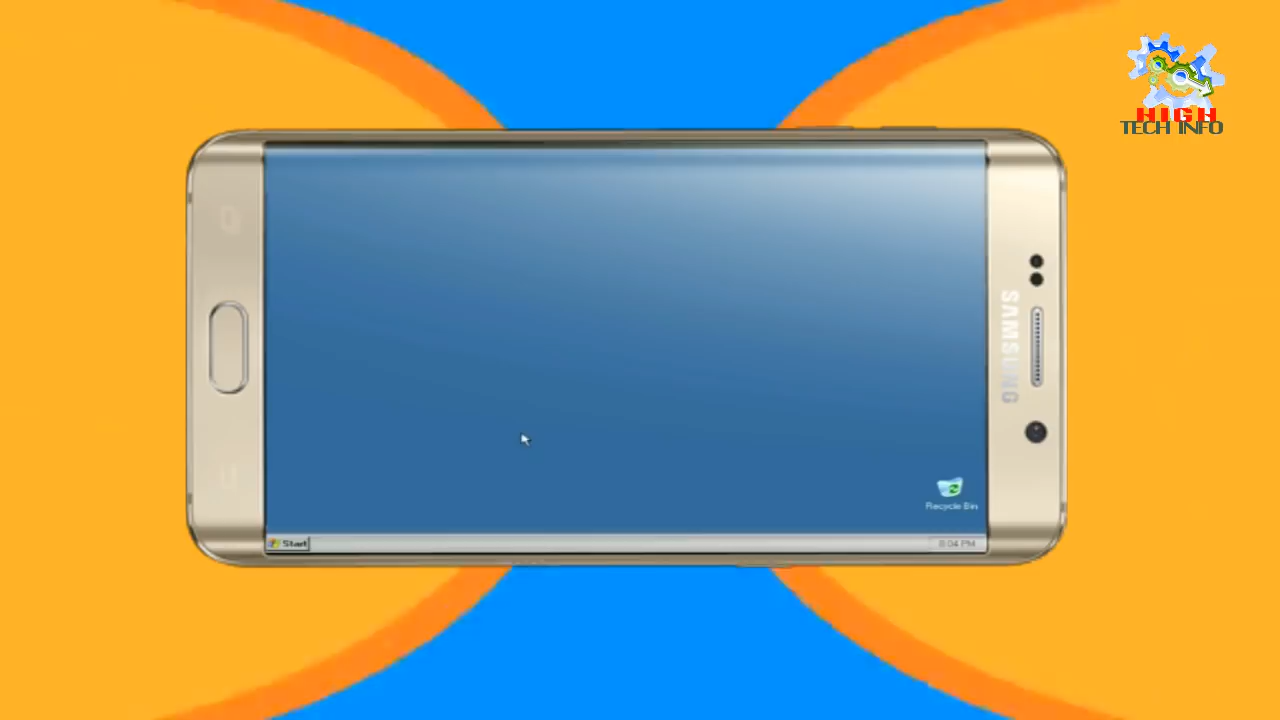 HIGH
TECH INFO
SAMSUNG
Recycle Bin
Start
8:04 PM